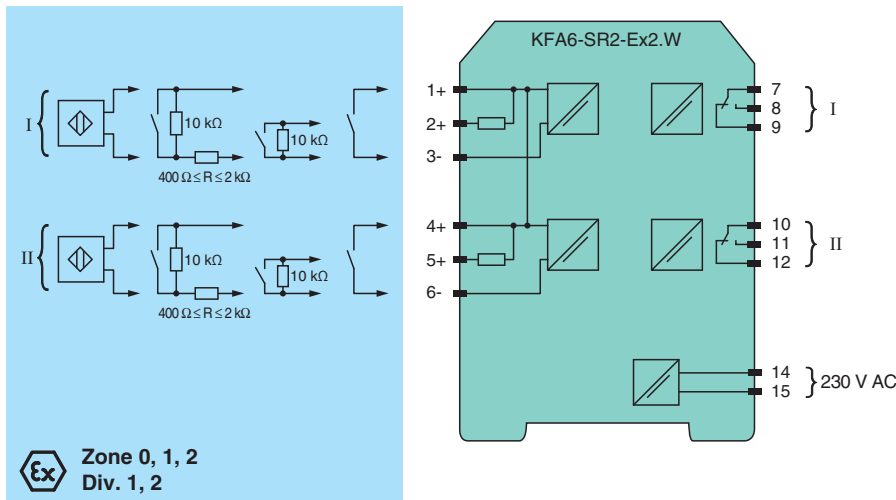 KFA6-SR2-Ex2.W
I
10 kΩ
400 Ω ≤ R ≤ 2 kΩ
10 kΩ
II
10 kΩ
400 Ω ≤ R ≤ 2 kΩ
10 kΩ
1+
2+
3-
4+
5+
6-
7
8
9
I
10
11
12
II
14
15
230 V AC
Ex
Zone 0, 1, 2
Div. 1, 2